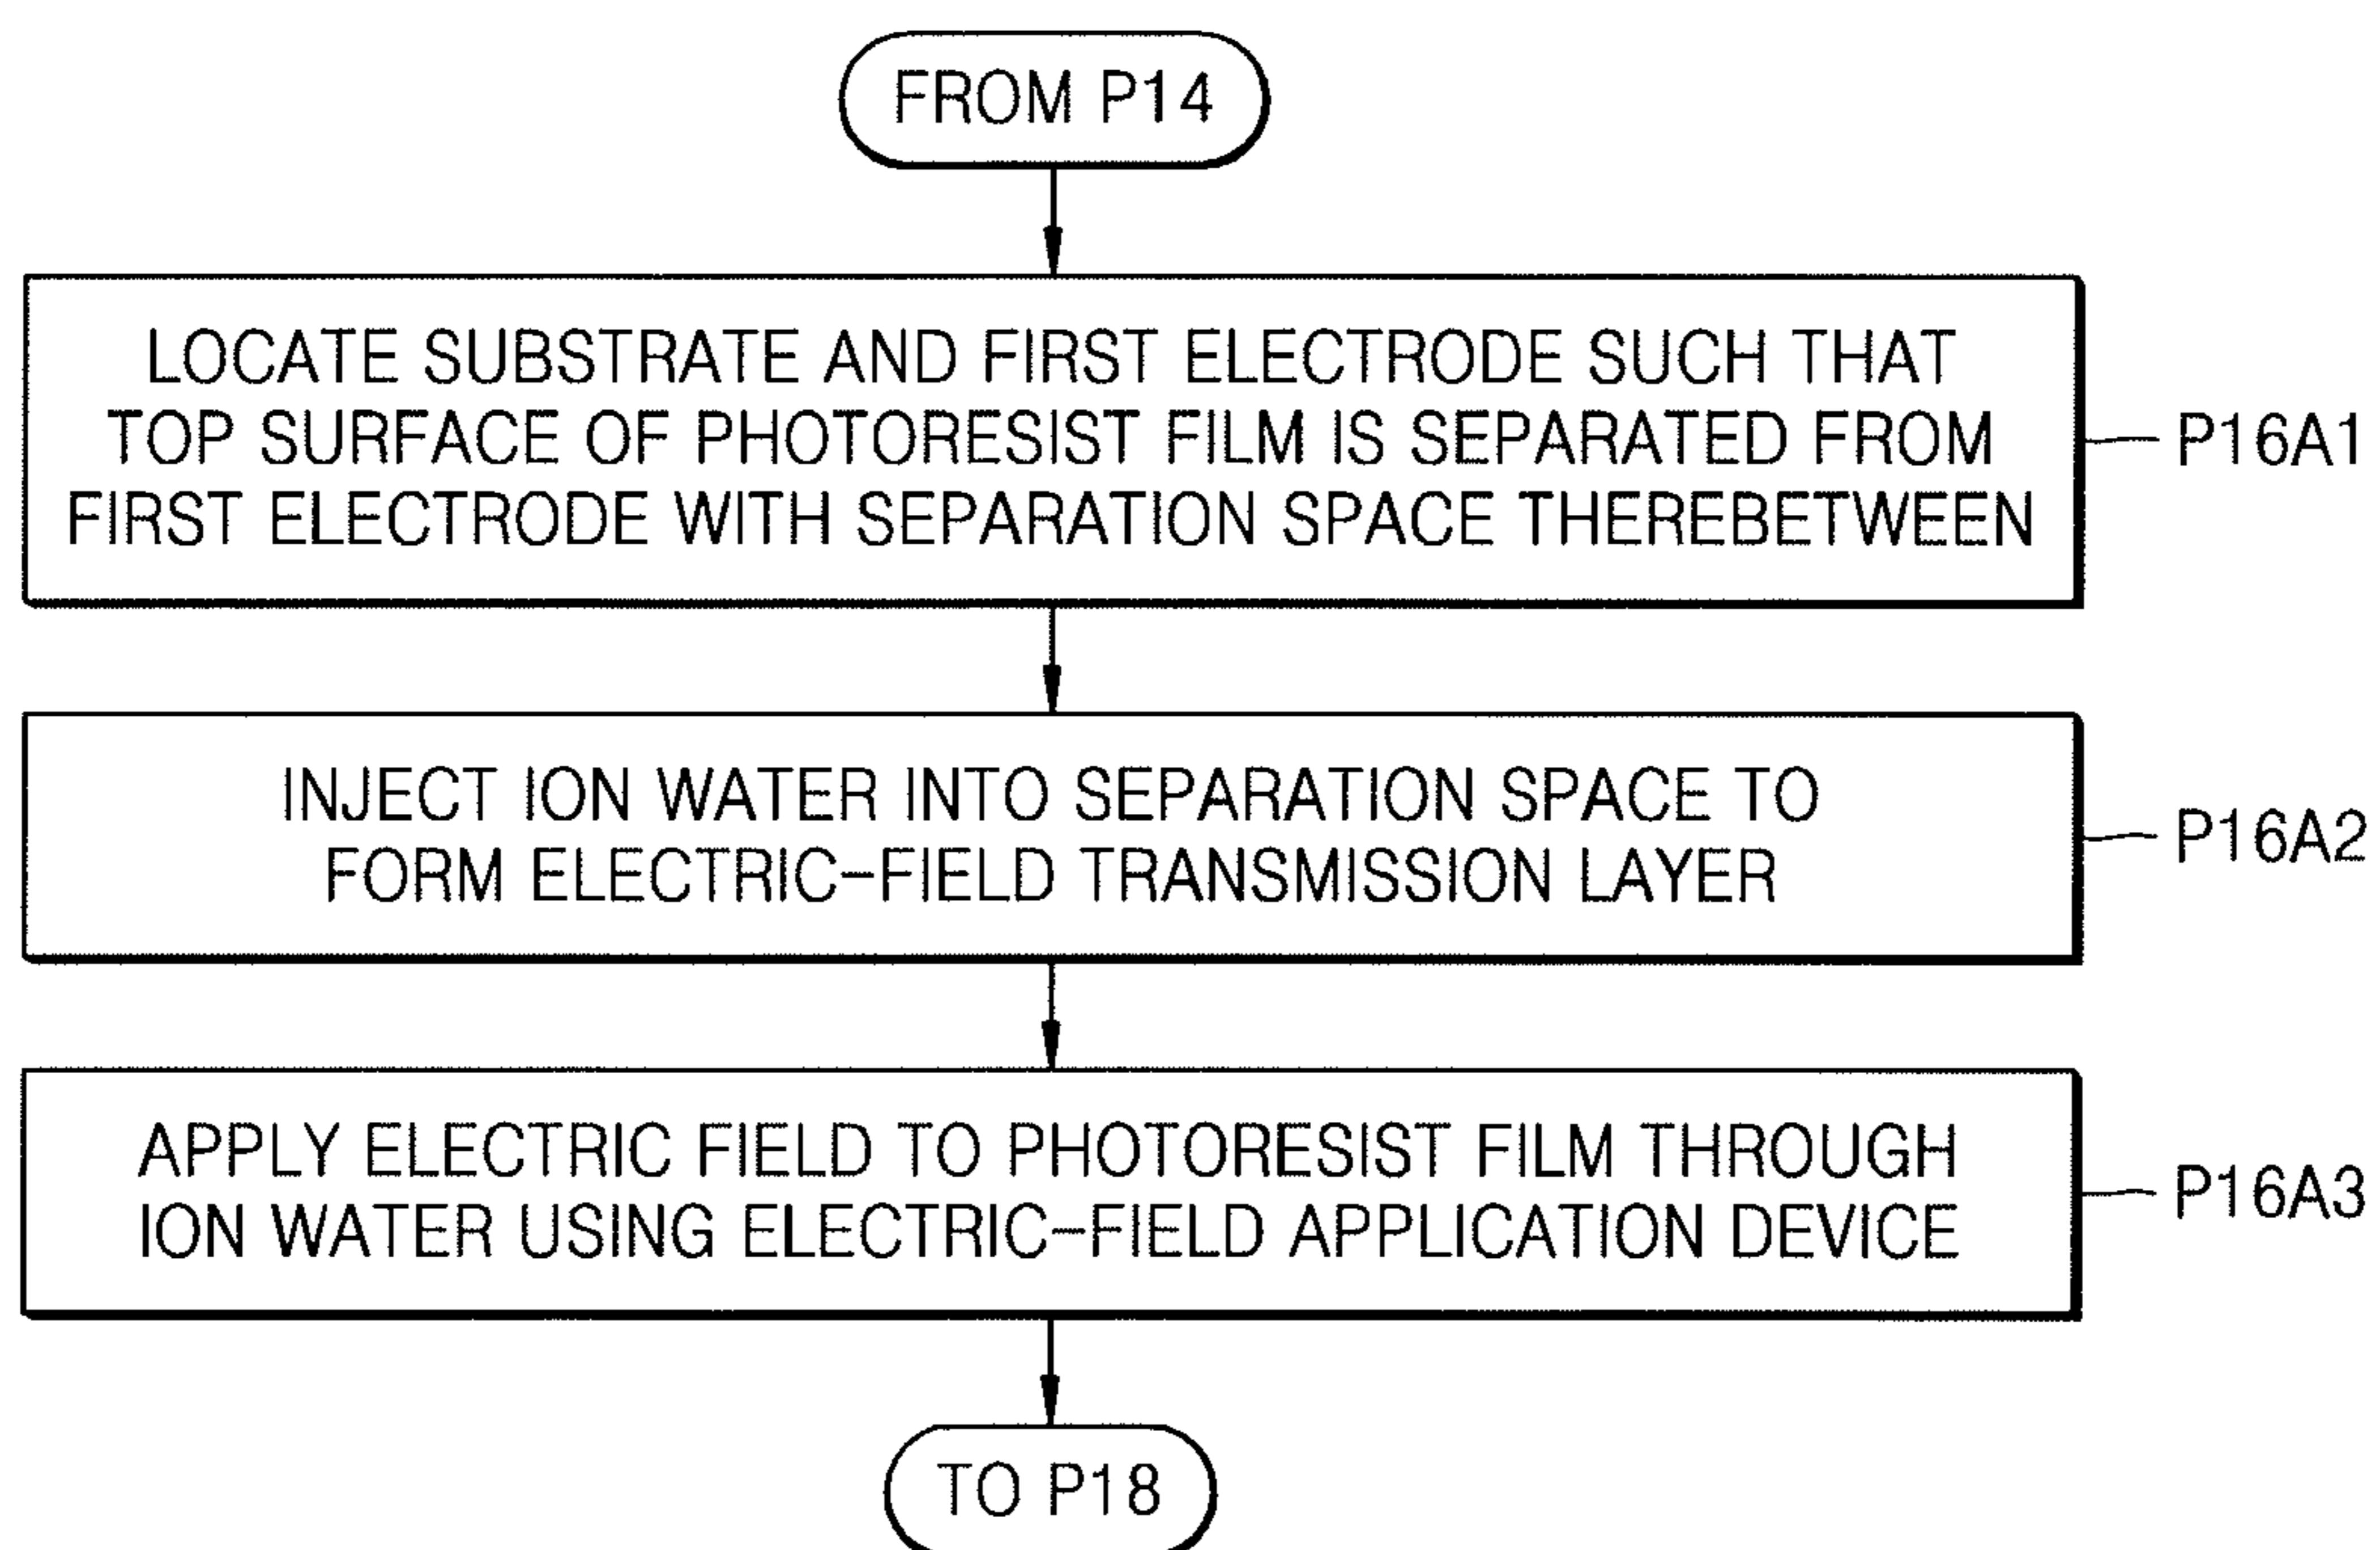 FROM P14
LOCATE SUBSTRATE AND FIRST ELECTRODE SUCH THAT
TOP SURFACE OF PHOTORESIST FILM IS SEPARATED FROM
FIRST ELECTRODE WITH SEPARATION SPACE THEREBETWEEN
P16A1
INJECT ION WATER INTO SEPARATION SPACE TO
FORM ELECTRIC-FIELD TRANSMISSION LAYER
P16A2
APPLY ELECTRIC FIELD TO PHOTORESIST FILM THROUGH
ION WATER USING ELECTRIC-FIELD APPLICATION DEVICE
P16A3
TO P18